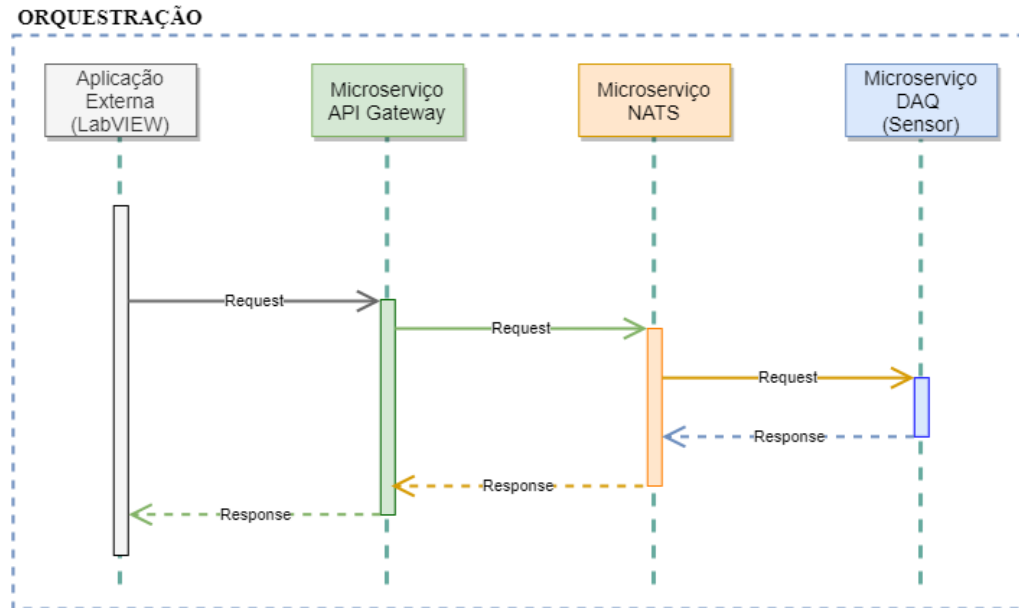 ORQUESTRAÇÃO
Aplicação
Externa
(LabVIEW)
Microserviço
API Gateway
Microserviço
NATS
Microserviço
DAQ
(Sensor)
Request
Request
Request
Response
Response
Response